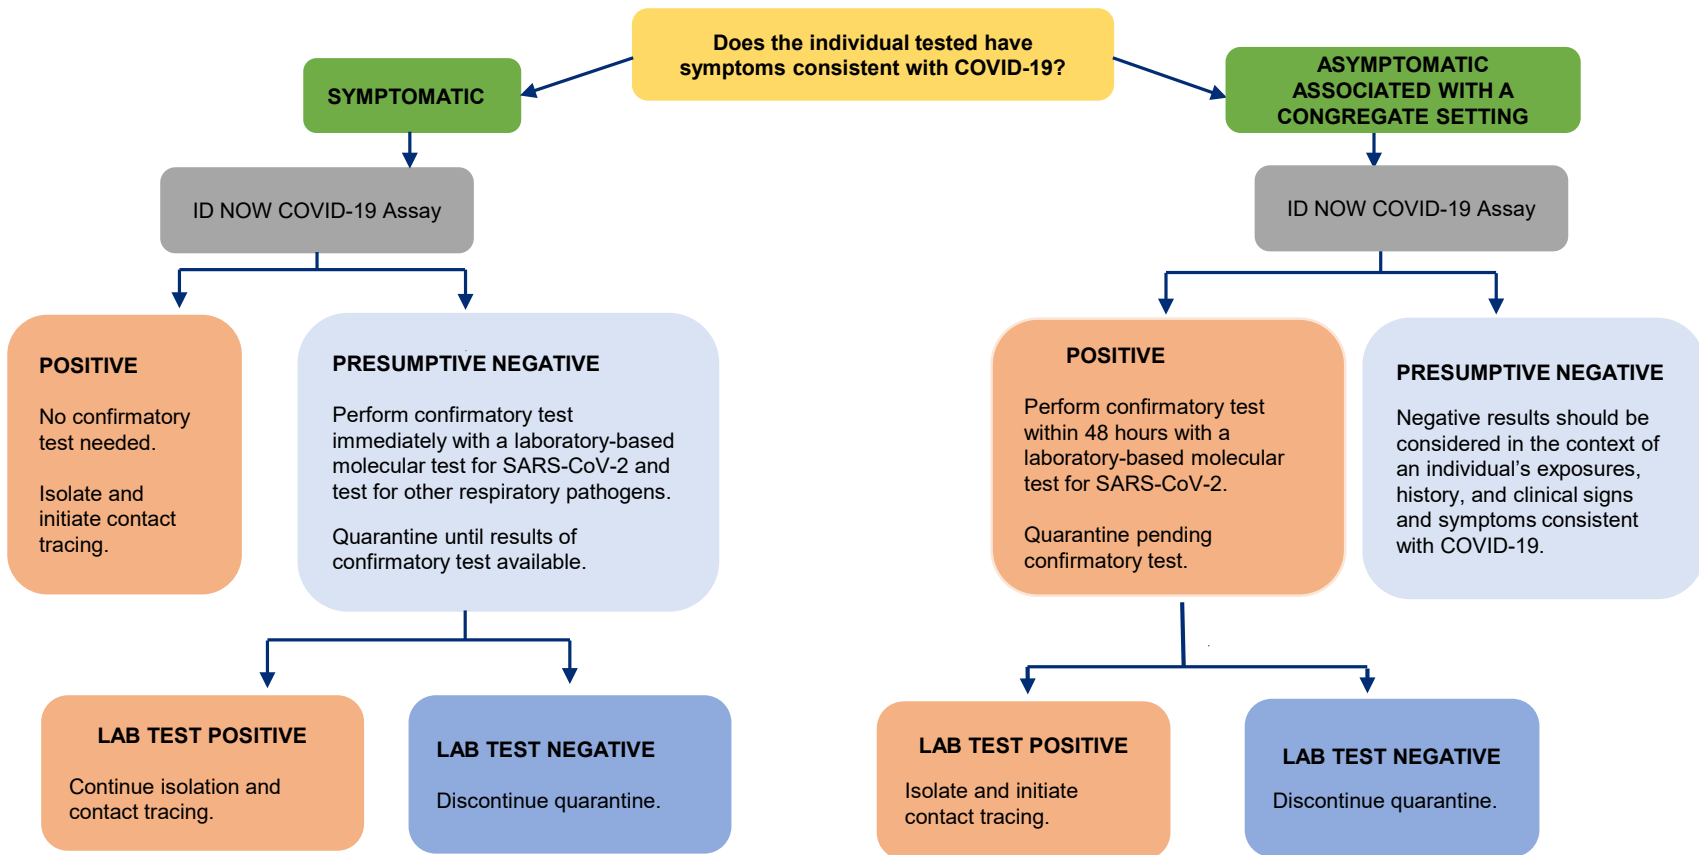 Does the individual tested have
symptoms consistent with COVID-19?
SYMPTOMATIC
ASYMPTOMATIC
ASSOCIATED WITH A
CONGREGATE SETTING
ID NOW COVID-19 Assay
ID NOW COVID-19 Assay
POSITIVE
No confirmatory
test needed.
Isolate and
initiate contact
tracing.
PRESUMPTIVE NEGATIVE
Perform confirmatory test
immediately with a laboratory-based
molecular test for SARS-CoV-2 and
test for other respiratory pathogens.
Quarantine until results of
confirmatory test available.
POSITIVE
Perform confirmatory test
within 48 hours with a
laboratory-based molecular
test for SARS-CoV-2.
Quarantine pending
confirmatory test.
PRESUMPTIVE NEGATIVE
Negative results should be
considered in the context of
an individual’s exposures,
history, and clinical signs
and symptoms consistent
with COVID-19.
LAB TEST POSITIVE
Continue isolation and
contact tracing.
LAB TEST NEGATIVE
Discontinue quarantine.
LAB TEST POSITIVE
Isolate and initiate
contact tracing.
LAB TEST NEGATIVE
Discontinue quarantine.